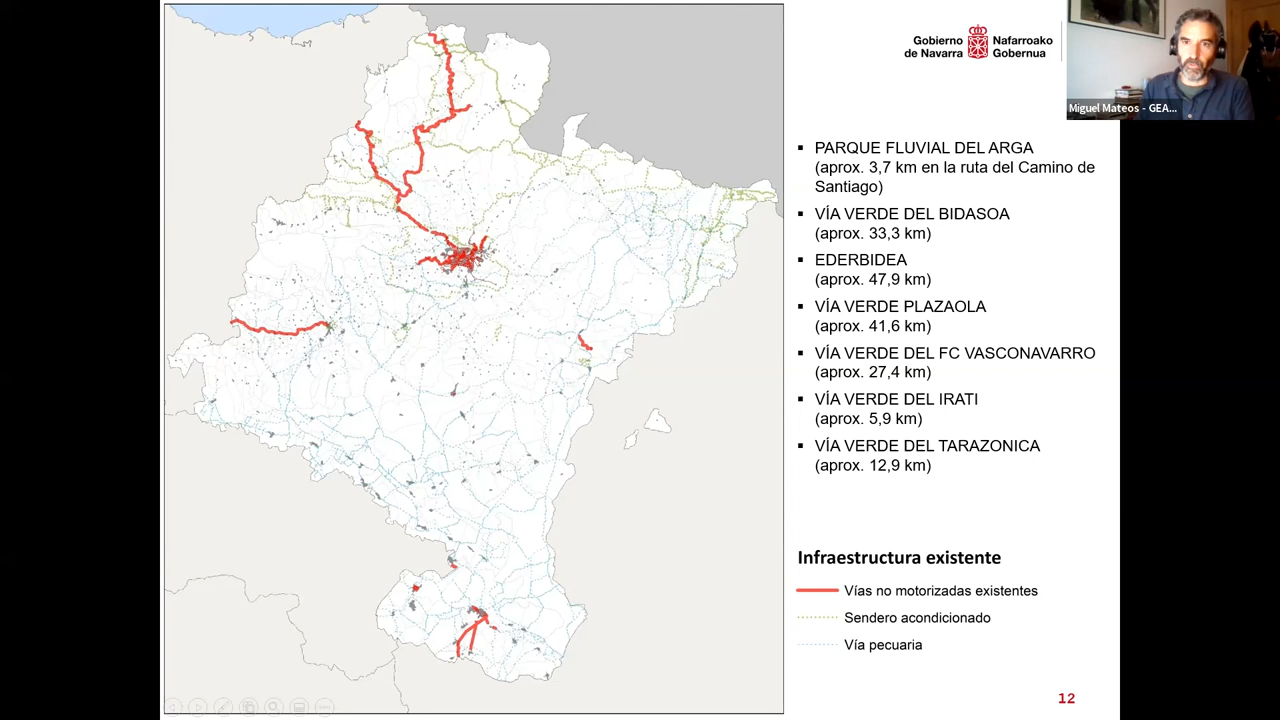 Gobierno
de Navarra
Nafarroako
Gobernua
Miguel Mateos - GEA...
▪ PARQUE FLUVIAL DEL ARGA
(aprox. 3,7 km en la ruta del Camino de
Santiago)
▪ VÍA VERDE DEL BIDASOA
(aprox. 33,3 km)
▪ EDERBIDEA
(aprox. 47,9 km)
▪ VÍA VERDE PLAZAOLA
(aprox. 41,6 km)
▪ VÍA VERDE DEL FC VASCONAVARRO
(aprox. 27,4 km)
▪ VÍA VERDE DEL IRATI
(aprox. 5,9 km)
▪ VÍA VERDE DEL TARAZONICA
(aprox. 12,9 km)
Infraestructura existente
Vías no motorizadas existentes
Sendero acondicionado
Vía pecuaria
12